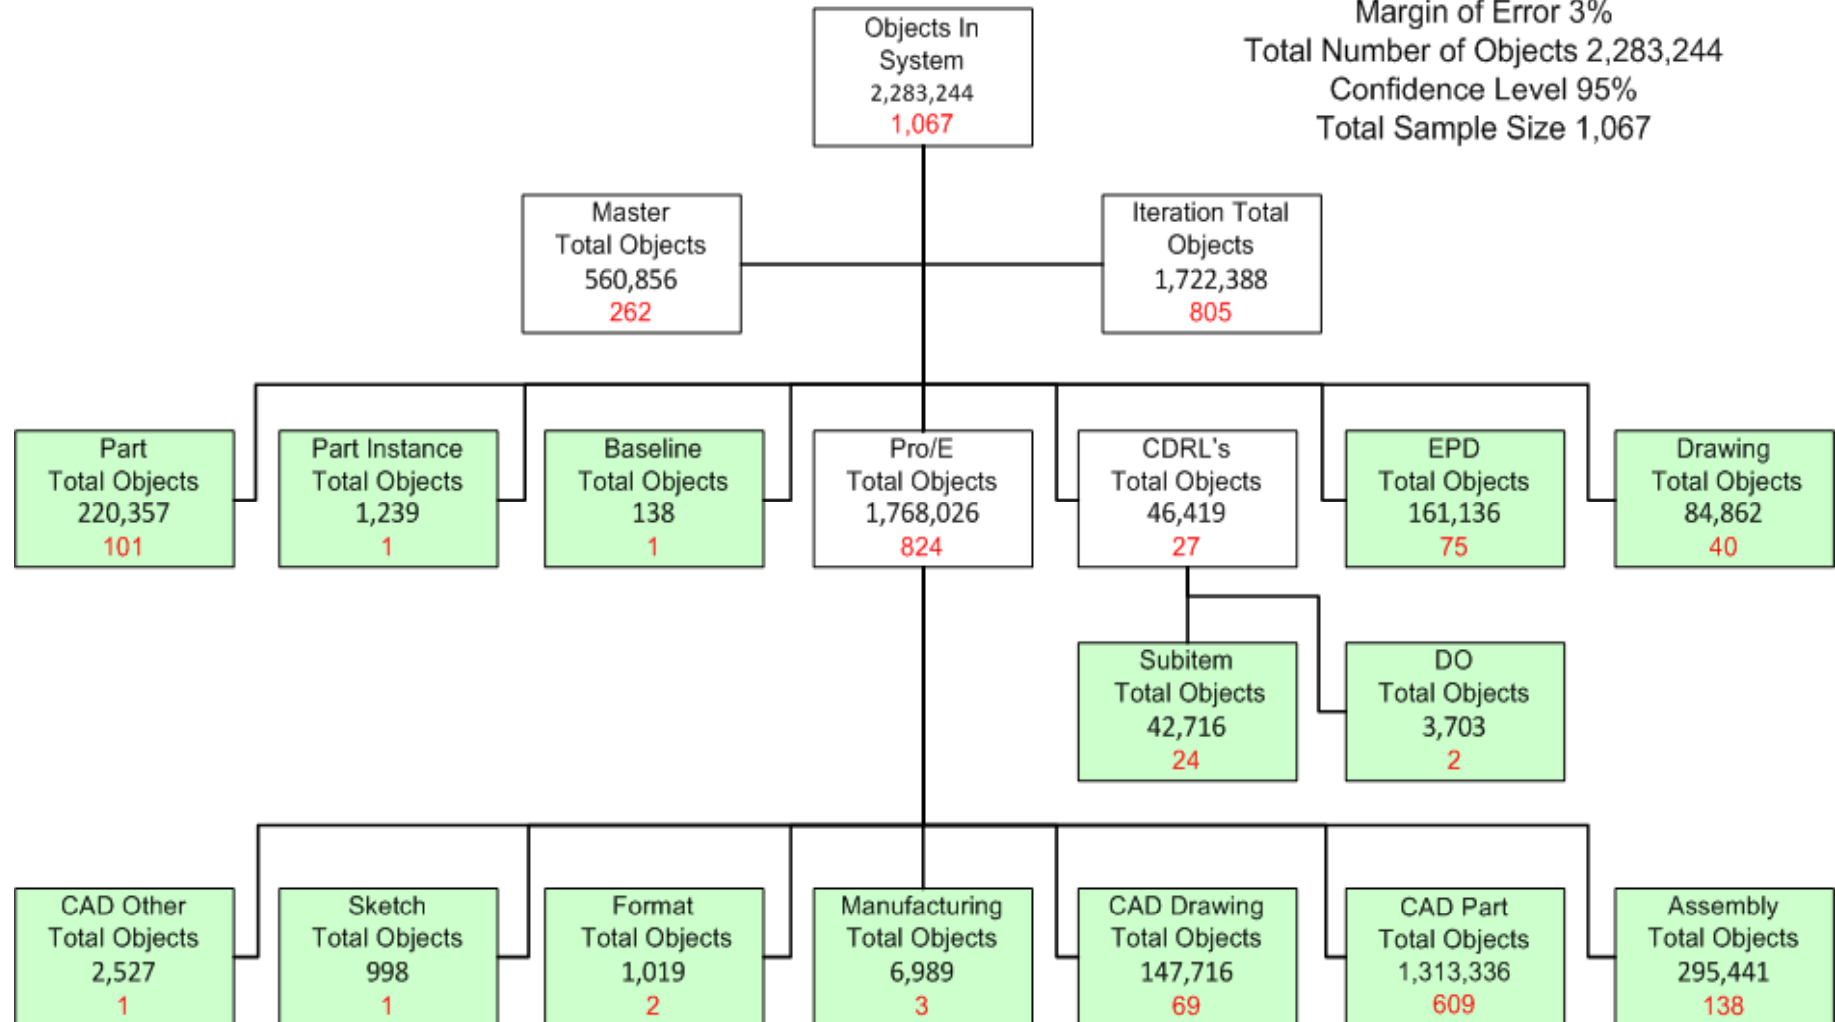 Objects In
System
2,283,244
1,067
Margin of Error 3%
Total Number of Objects 2,283,244
Confidence Level 95%
Total Sample Size 1,067
Master
Total Objects
560,856
262
Iteration Total
Objects
1,722,388
805
Part
Total Objects
220,357
101
Part Instance
Total Objects
1,239
1
Baseline
Total Objects
138
1
Pro/E
Total Objects
1,768,026
824
CDRL's
Total Objects
46,419
27
EPD
Total Objects
161,136
75
Drawing
Total Objects
84,862
40
Subitem
Total Objects
42,716
24
DO
Total Objects
3,703
2
CAD Other
Total Objects
2,527
1
Sketch
Total Objects
998
1
Format
Total Objects
1,019
2
Manufacturing
Total Objects
6,989
3
CAD Drawing
Total Objects
147,716
69
CAD Part
Total Objects
1,313,336
609
Assembly
Total Objects
295,441
138